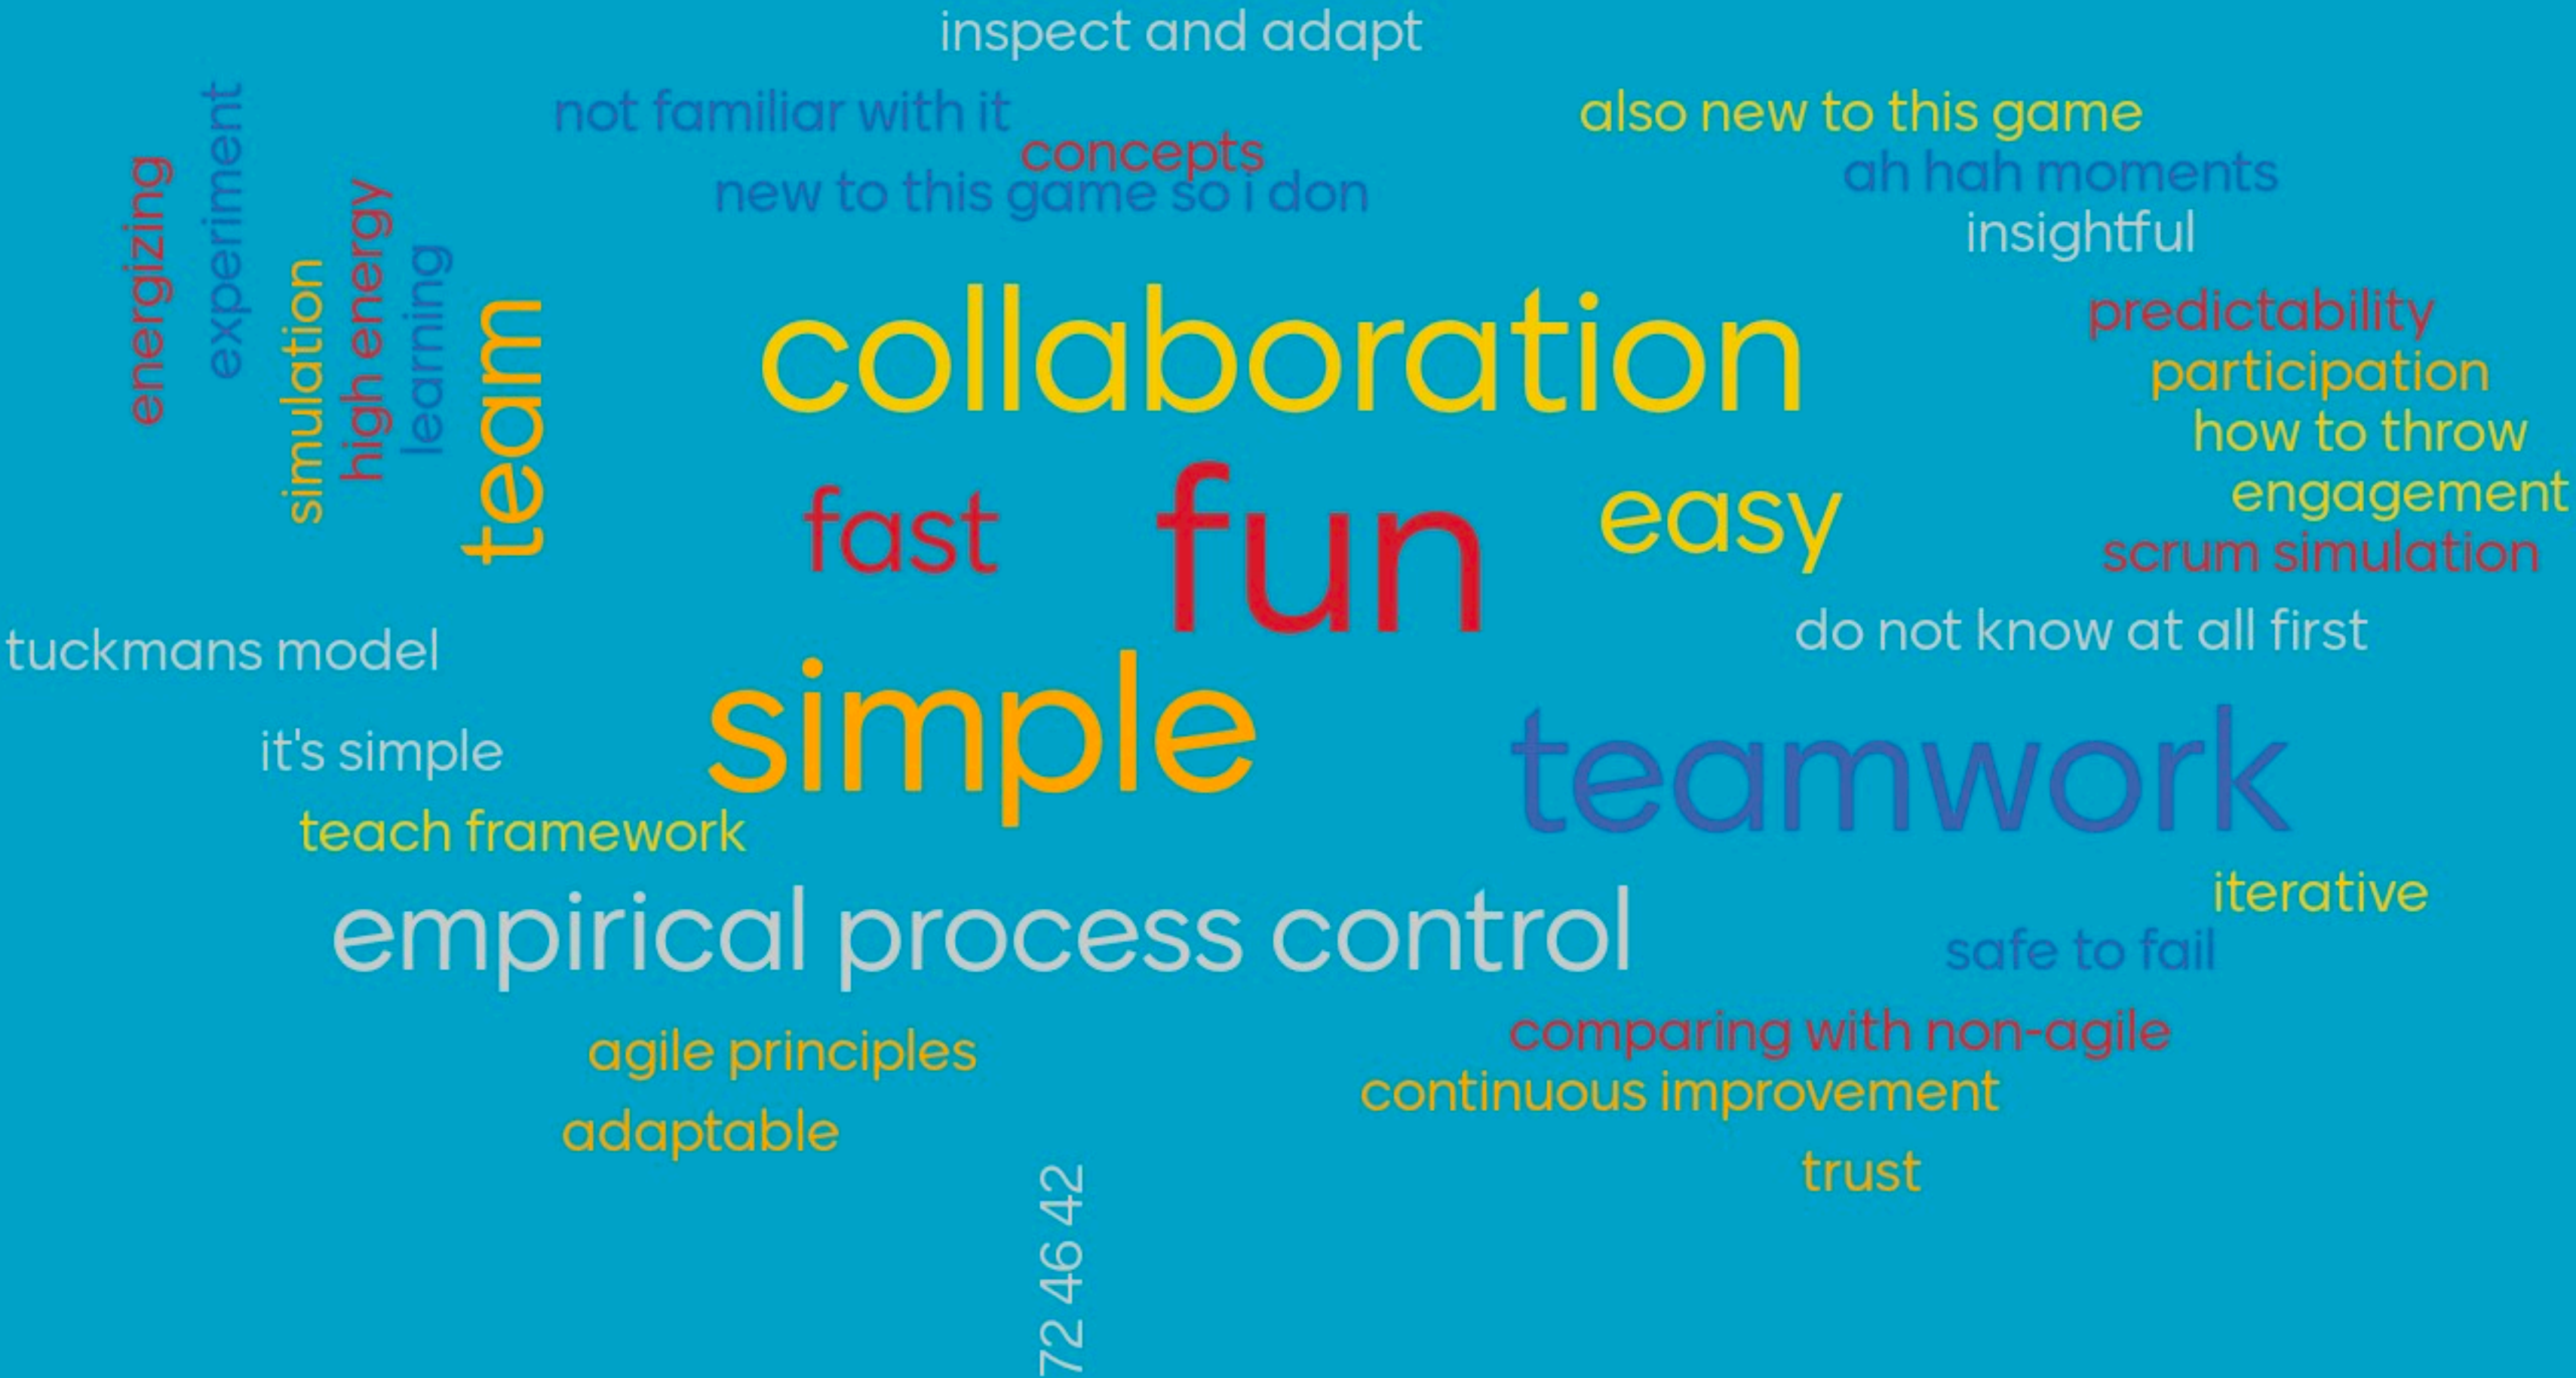 inspect and adapt
not familiar with it
also new to this game
concepts
ah hah moments
new to this game so i don
insightful
energizing
experiment
simulation
high energy
learning
team
collaboration
predictability
participation
how to throw
fast
fun
easy
engagement
scrum simulation
tuckmans model
do not know at all first
it's simple
simple
teamwork
teach framework
empirical process control
iterative
safe to fail
agile principles
comparing with non-agile
continuous improvement
adaptable
trust
72 46 42